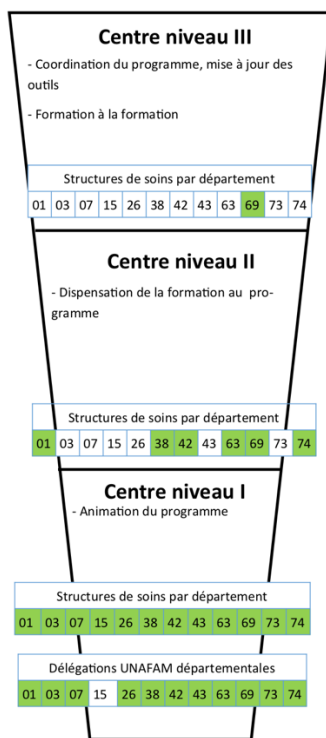 Centre niveau III
- Coordination du programme, mise à jour des
outils
- Formation à la formation
Structures de soins par département
01 03 07 15 26 38 42 43 63 69 73 74
Centre niveau II
- Dispensation de la formation au pro-
gramme
Structures de soins par département
01 03 07 15 26 38 42 43 63 69 73 74
Centre niveau I
- Animation du programme
Structures de soins par département
01 03 07 15 26 38 42 43 63 69 73 74
Délégations UNAFAM départementales
01 03 07 15 26 38 42 43 63 69 73 74